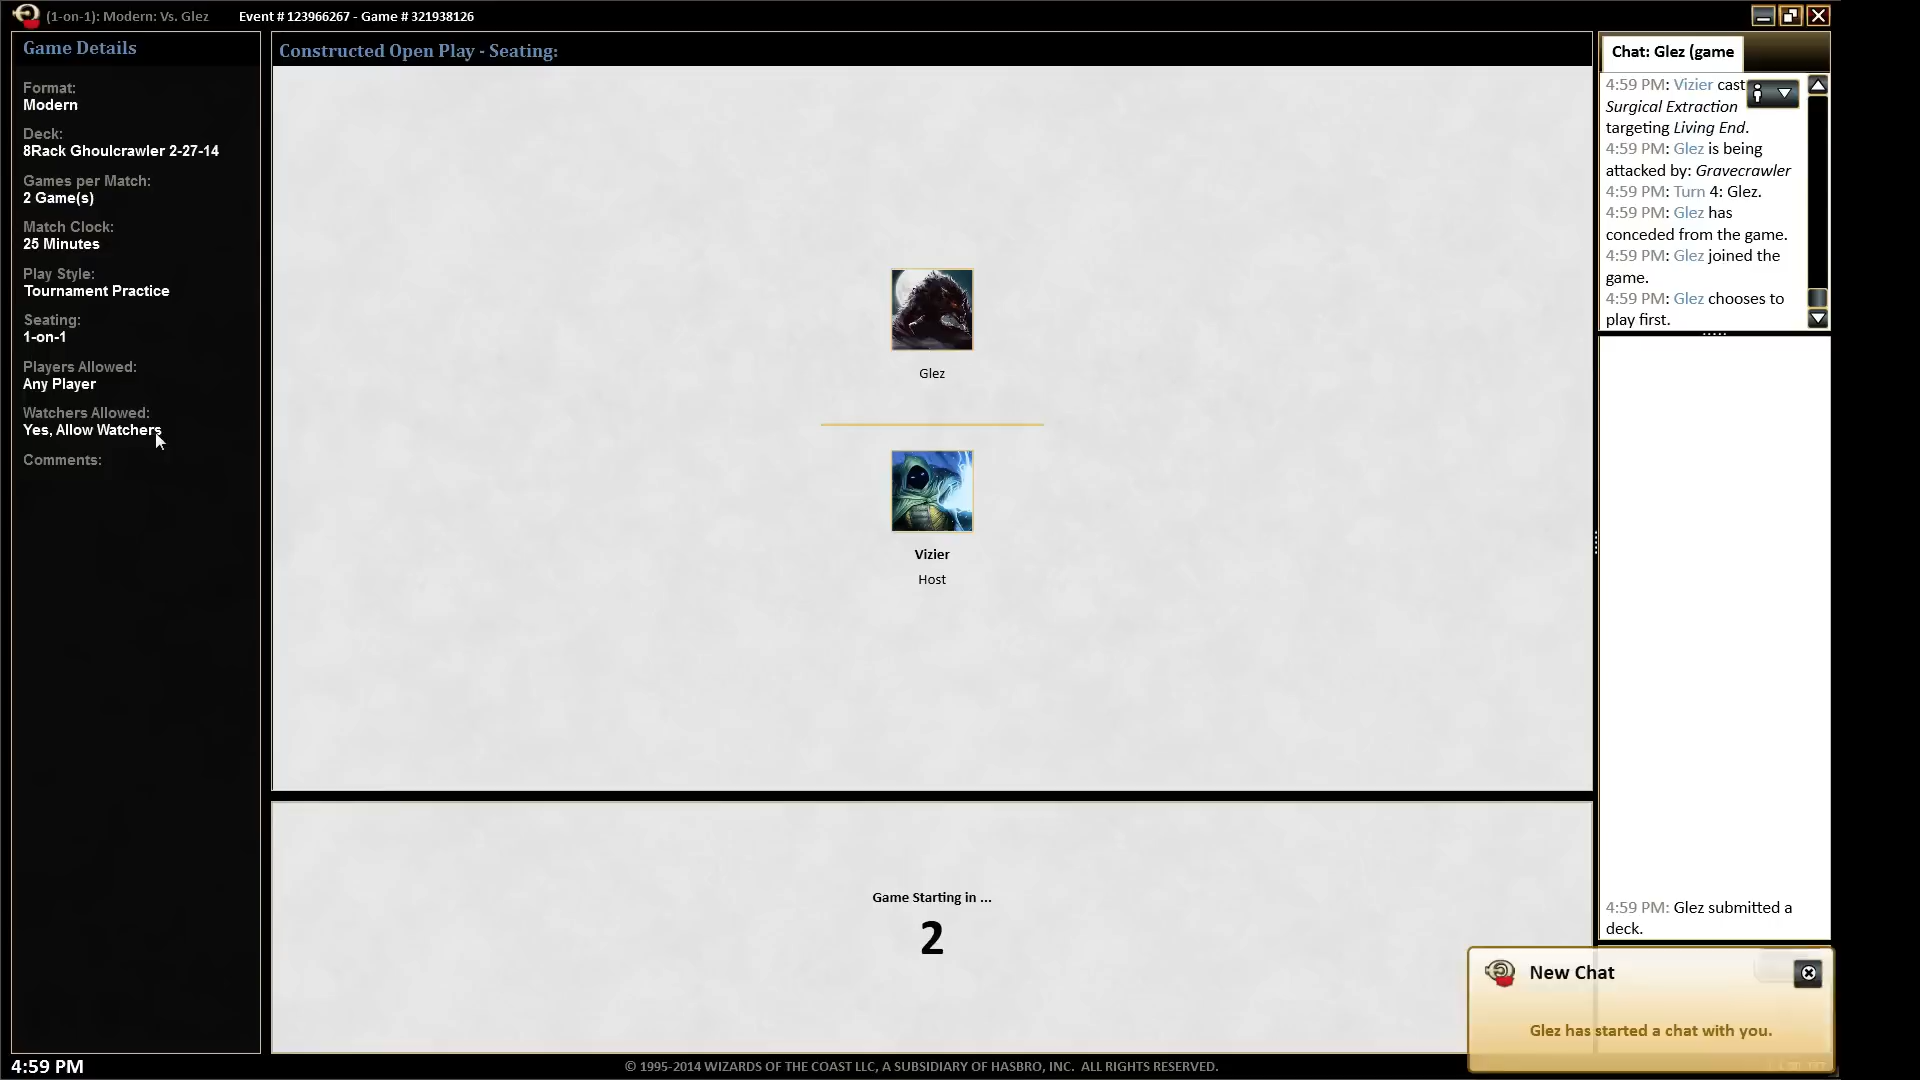 (1-on-1): Modern: Vs. Glez
Event # 123966267 - Game # 321938126
Game Details
Format:
Modern
Deck:
8Rack Ghoulcrawler 2-27-14
Games per Match:
2 Game(s)
Match Clock:
25 Minutes
Play Style:
Tournament Practice
Seating:
1-on-1
Players Allowed:
Any Player
Watchers Allowed:
Yes, Allow Watchers
Comments:
4:59 PM
Constructed Open Play - Seating:
Glez
Vizier
Host
Game Starting in ...
2
© 1995-2014 WIZARDS OF THE COAST LLC, A SUBSIDIARY OF HASBRO, INC. ALL RIGHTS RESERVED.
Chat: Glez (game
4:59 PM: Vizier cast
Surgical Extraction
targeting Living End.
4:59 PM: Glez is being
attacked by: Gravecrawler
4:59 PM: Turn 4: Glez.
4:59 PM: Glez has
conceded from the game.
4:59 PM: Glez joined the
game.
4:59 PM: Glez chooses to
play first.
4:59 PM: Glez submitted a
deck.
New Chat
Glez has started a chat with you.